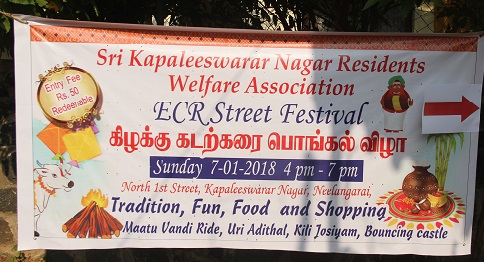 Sri Kapaleeswarar Nagar Residents
Welfare Association
Entry Fee
Rs. 50
Redeemable
ECR Street Festival
கிழக்கு கடற்கரை பொங்கல் விழா
Sunday 7-01-2018 4 pm - 7 pm
North 1st Street, Kapaleeswarar Nagar, Neelangarai,
Tradition, Fun, Food and Shopping
Maatu Vandi Ride, Uri Adithal, Kili Josiyam, Bouncing castle